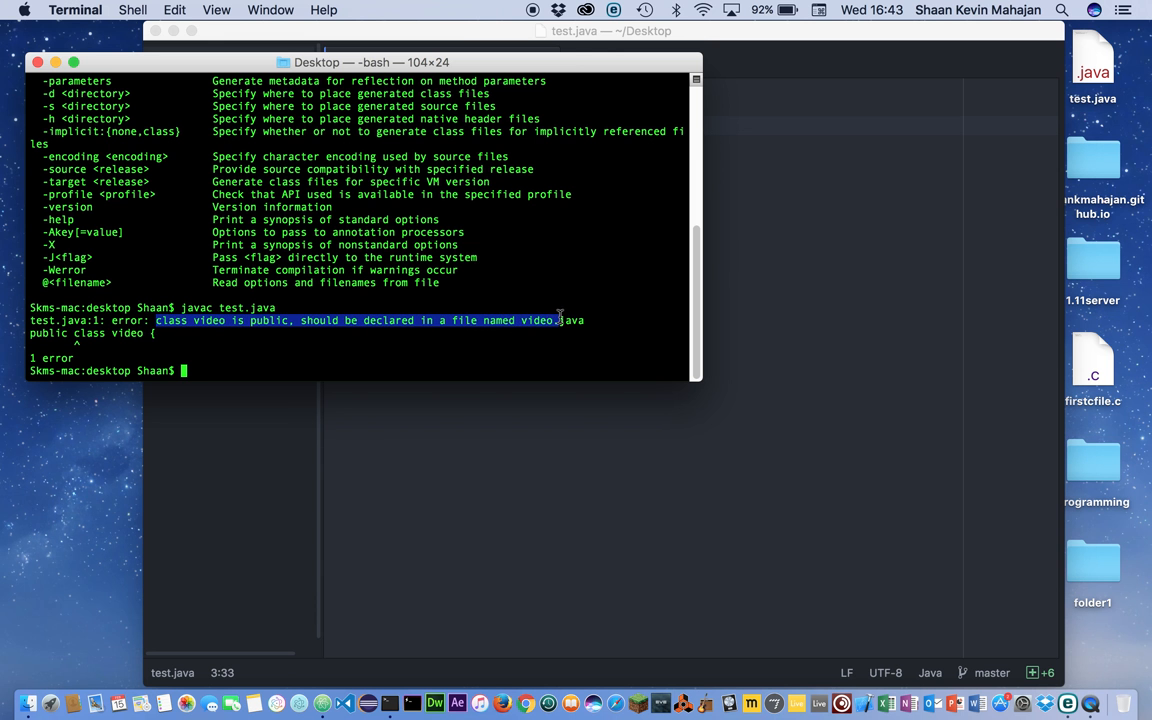 Terminal Shell Edit View Window Help 92% Wed 16:43 Shaan Kevin Mahajan
test.java — ~/Desktop
Desktop — -bash — 104×24
-parameters Generate metadata for reflection on method parameters
-d <directory> Specify where to place generated class files
-s <directory> Specify where to place generated source files
-h <directory> Specify where to place generated native header files
-implicit:{none,class} Specify whether or not to generate class files for implicitly referenced fi
les
-encoding <encoding> Specify character encoding used by source files
-source <release> Provide source compatibility with specified release
-target <release> Generate class files for specific VM version
-profile <profile> Check that API used is available in the specified profile
-version Version information
-help Print a synopsis of standard options
-Akey[=value] Options to pass to annotation processors
-X Print a synopsis of nonstandard options
-J<flag> Pass <flag> directly to the runtime system
-Werror Terminate compilation if warnings occur
@<filename> Read options and filenames from file
Skms-mac:desktop Shaan$ javac test.java
test.java:1: error: class video is public, should be declared in a file named video.java
public class video {
^
1 error
Skms-mac:desktop Shaan$
.java
test.java
ankmahajan.git
hub.io
1.11server
.c
firstcfile.c
rogramming
folder1
test.java 3:33 LF UTF-8 Java master +6
15 Dw Ae Live Live